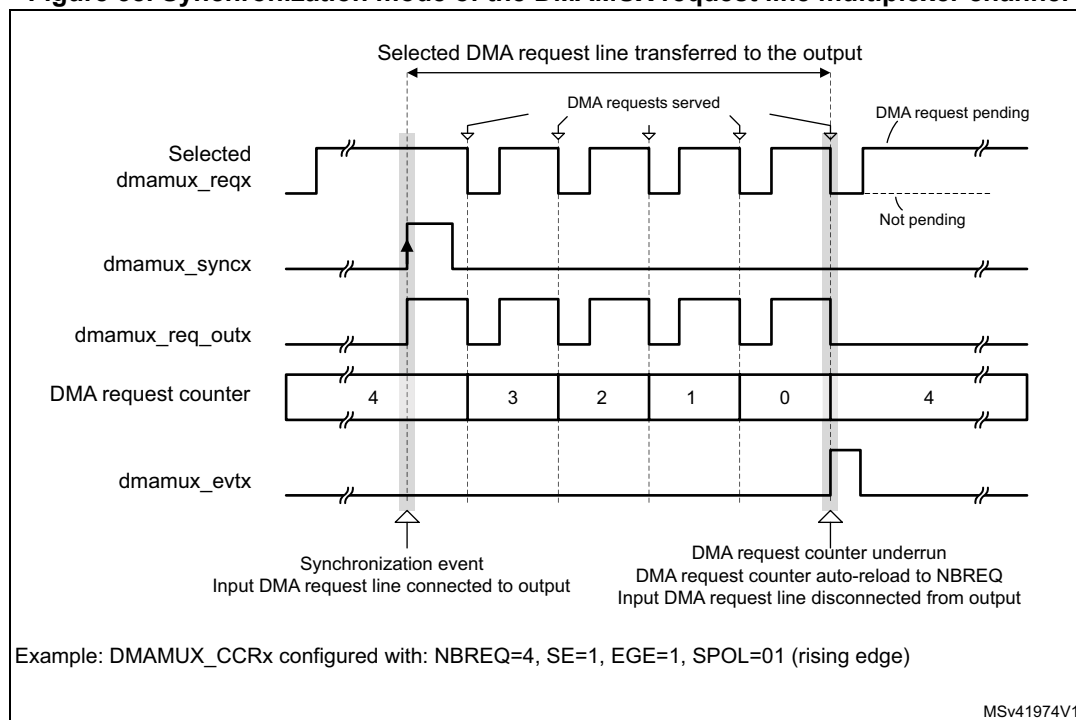 Figure 63. Synchronization mode of the DMAMUX request line multiplexer channel
Selected DMA request line transferred to the output
DMA requests served
DMA request pending
Selected
dmamux_reqx
Not pending
dmamux_syncx
dmamux_req_outx
DMA request counter
4
3
2
1
0
4
dmamux_evtx
Synchronization event
Input DMA request line connected to output
DMA request counter underrun
DMA request counter auto-reload to NBREQ
Input DMA request line disconnected from output
Example: DMAMUX_CCRx configured with: NBREQ=4, SE=1, EGE=1, SPOL=01 (rising edge)
MSv41974V1